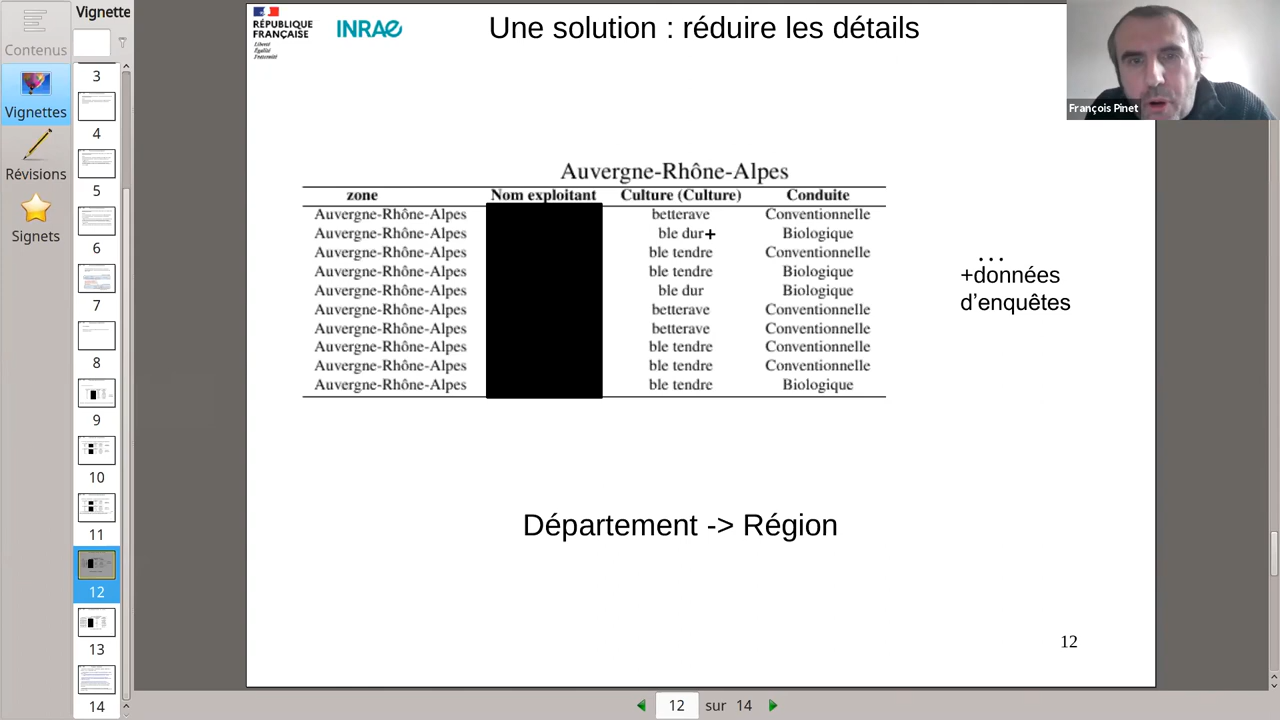 Contenus
Vignettes
Révisions
Signets
Vignette
3
4
5
6
7
8
9
10
11
12
13
14
RÉPUBLIQUE
FRANÇAISE
Liberté
Égalité
Fraternité
INRAE
Une solution : réduire les détails
François Pinet
Auvergne-Rhône-Alpes
zone Nom exploitant Culture (Culture) Conduite
Auvergne-Rhône-Alpes betterave Conventionnelle
Auvergne-Rhône-Alpes ble dur Biologique
Auvergne-Rhône-Alpes ble tendre Conventionnelle
Auvergne-Rhône-Alpes ble tendre Biologique
Auvergne-Rhône-Alpes ble dur Biologique
Auvergne-Rhône-Alpes betterave Conventionnelle
Auvergne-Rhône-Alpes betterave Conventionnelle
Auvergne-Rhône-Alpes ble tendre Conventionnelle
Auvergne-Rhône-Alpes ble tendre Conventionnelle
Auvergne-Rhône-Alpes ble tendre Biologique
...
+données
d'enquêtes
Département -> Région
12
12 sur 14